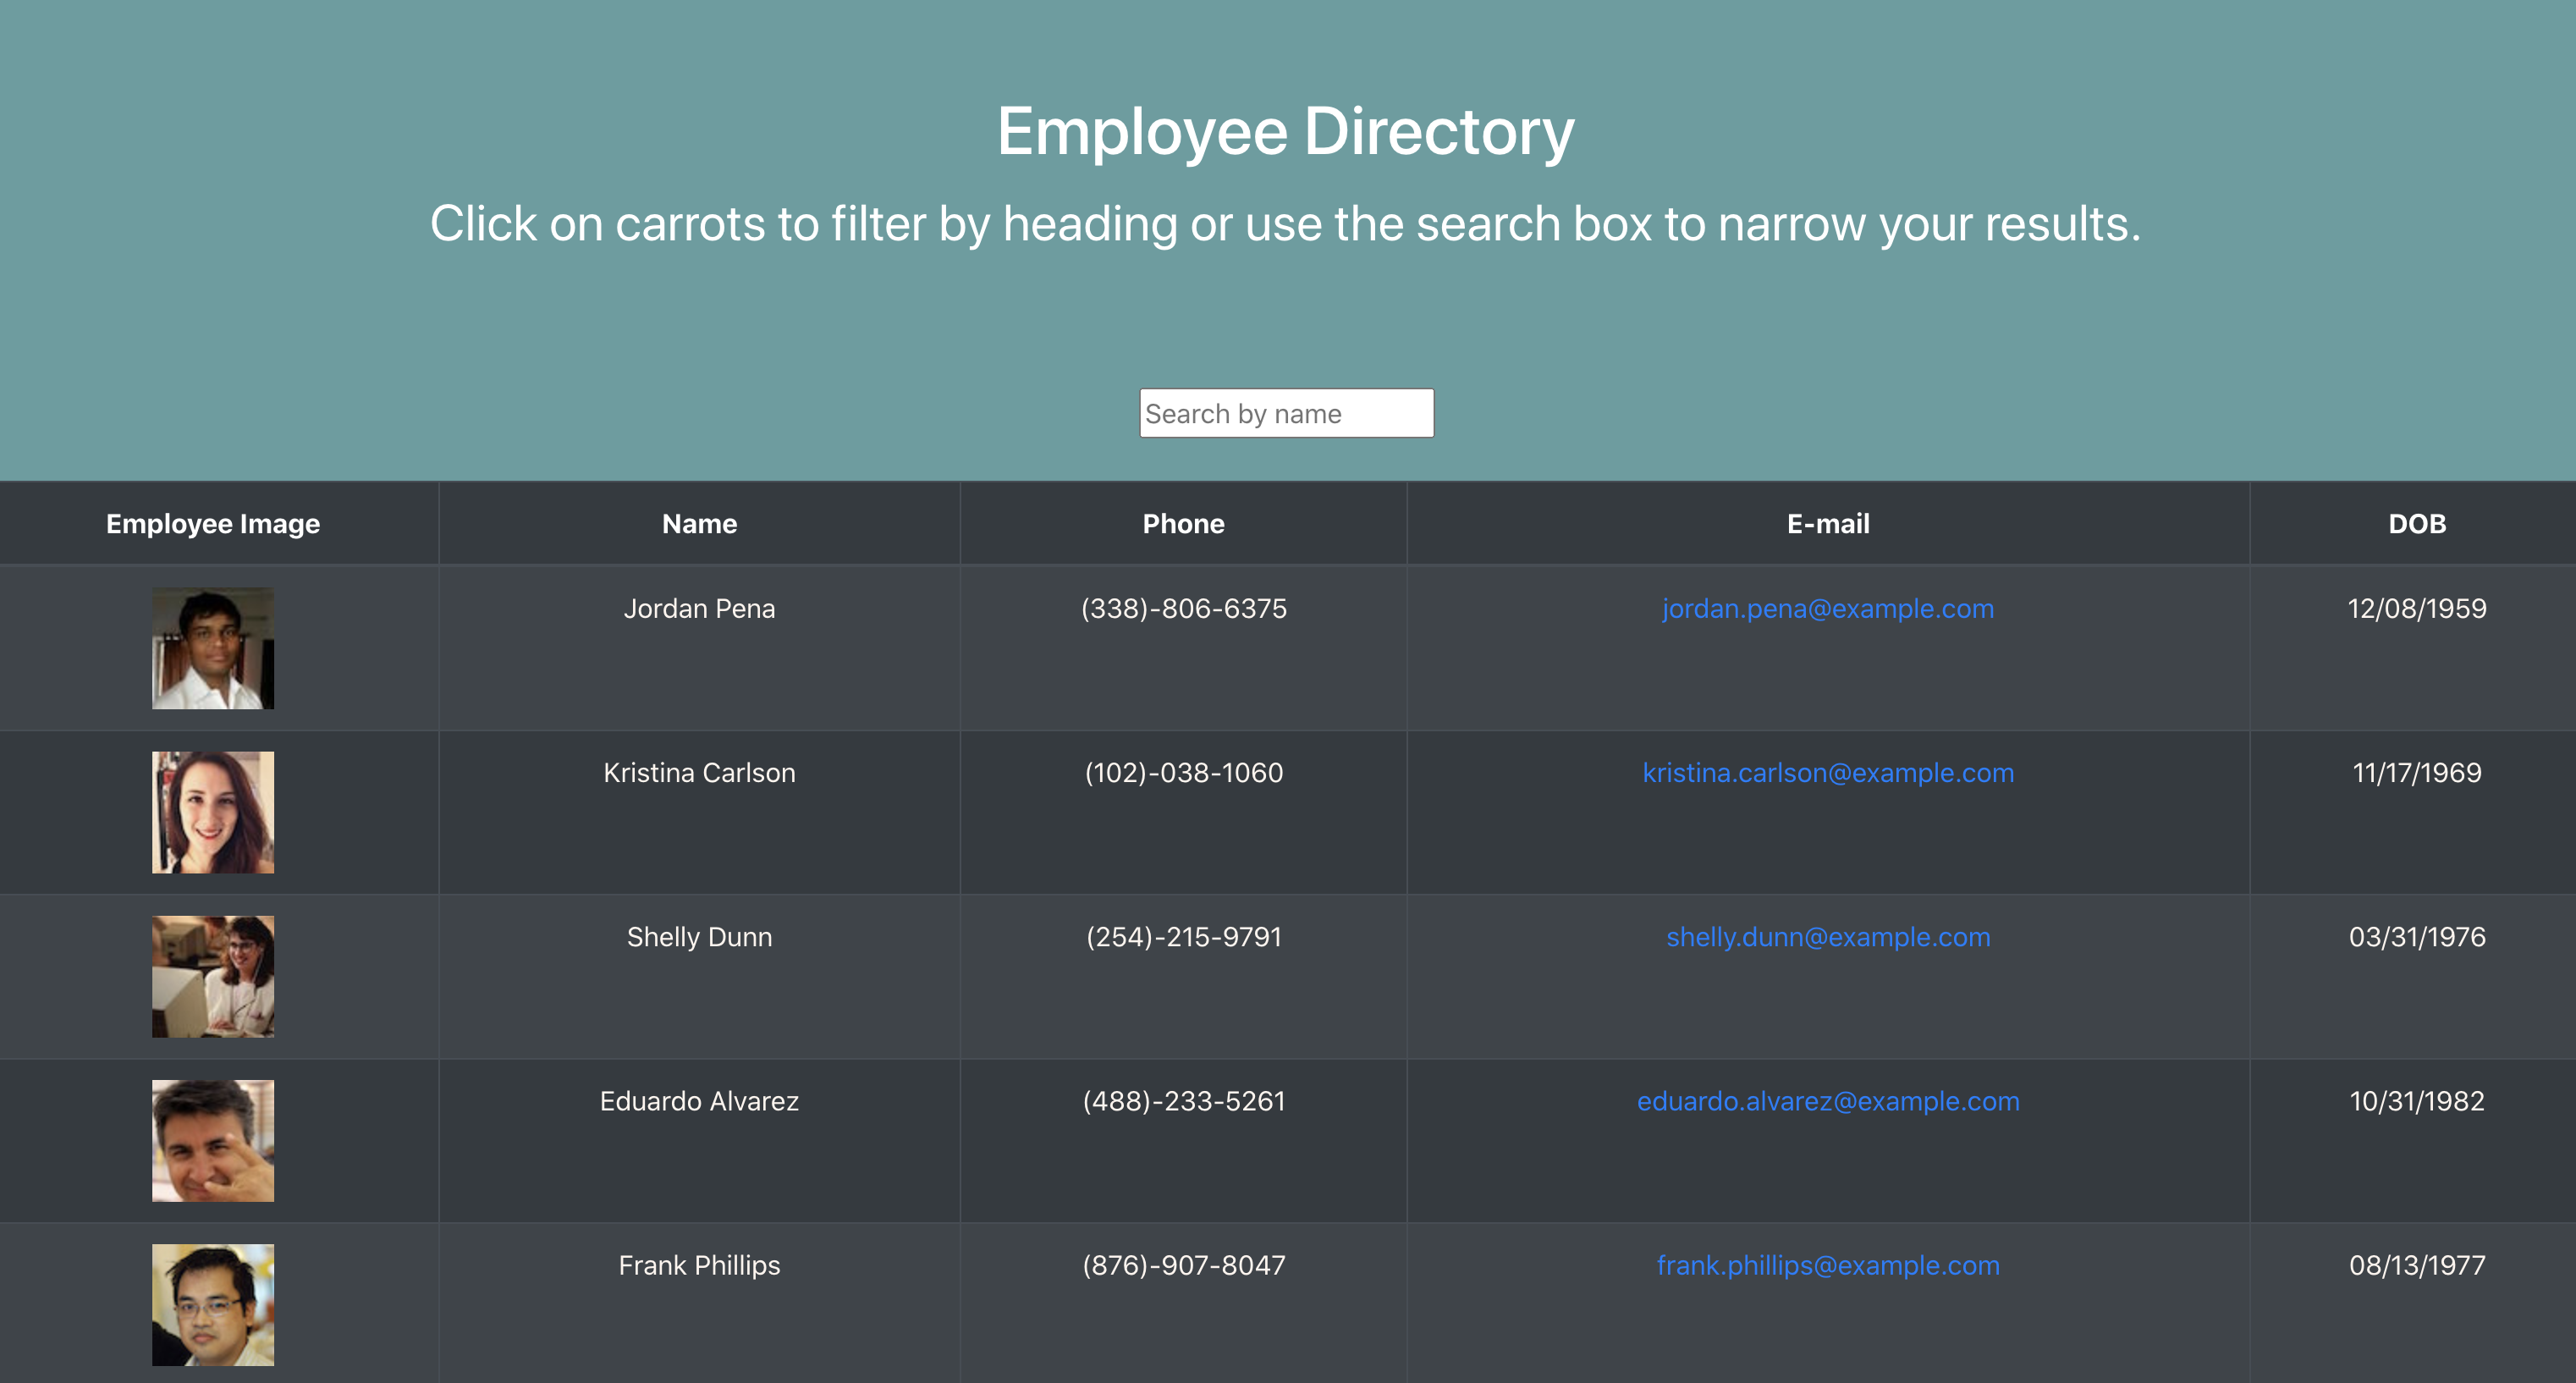 Employee Directory
Click on carrots to filter by heading or use the search box to narrow your results.
Search by name
Employee Image Name Phone E-mail DOB
Jordan Pena (338)-806-6375 jordan.pena@example.com 12/08/1959
Kristina Carlson (102)-038-1060 kristina.carlson@example.com 11/17/1969
Shelly Dunn (254)-215-9791 shelly.dunn@example.com 03/31/1976
Eduardo Alvarez (488)-233-5261 eduardo.alvarez@example.com 10/31/1982
Frank Phillips (876)-907-8047 frank.phillips@example.com 08/13/1977